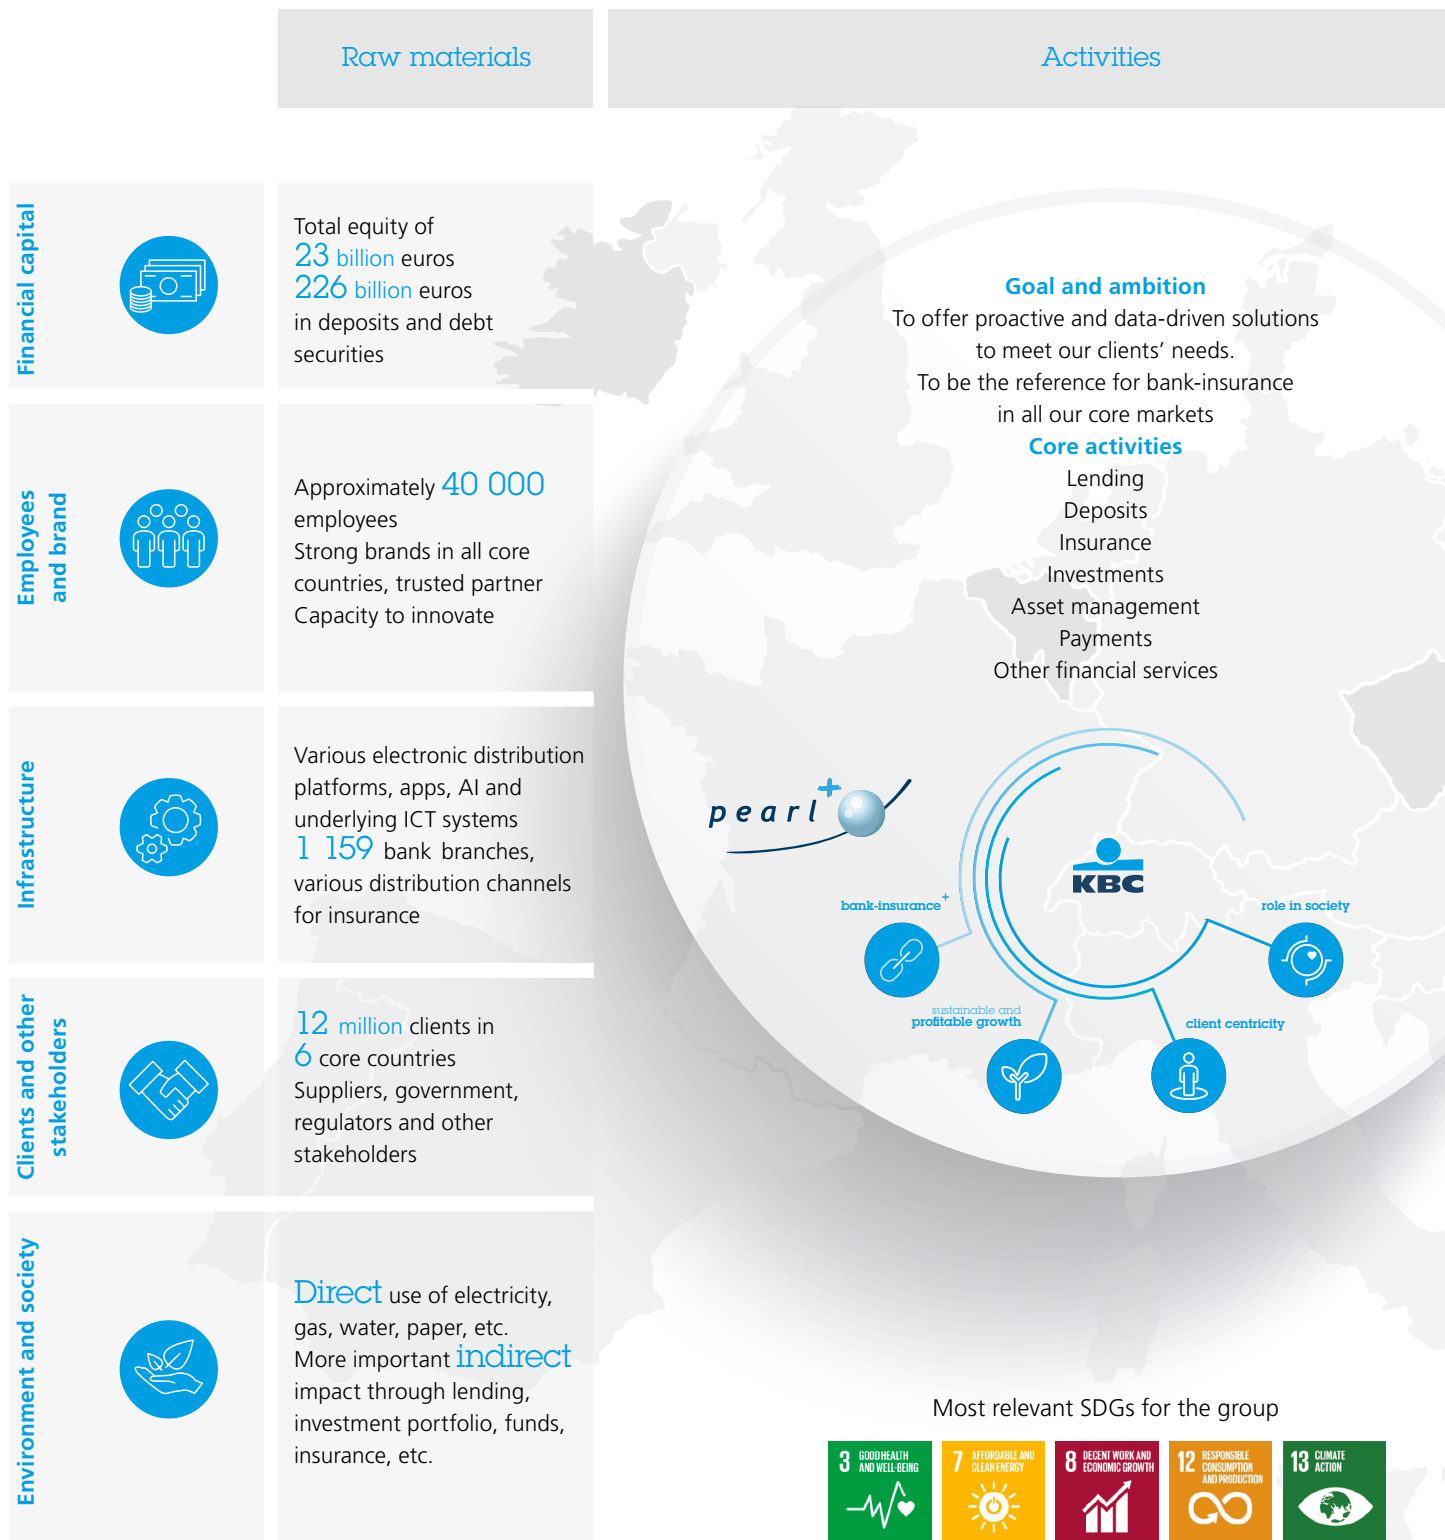 Raw materials
Activities
Financial capital
Total equity of
23 billion euros
226 billion euros
in deposits and debt
securities
Employees
and brand
Approximately 40 000
employees
Strong brands in all core
countries, trusted partner
Capacity to innovate
Infrastructure
Various electronic distribution
platforms, apps, AI and
underlying ICT systems
1 159 bank branches,
various distribution channels
for insurance
Clients and other
stakeholders
12 million clients in
6 core countries
Suppliers, government,
regulators and other
stakeholders
Environment and society
Direct use of electricity,
gas, water, paper, etc.
More important indirect
impact through lending,
investment portfolio, funds,
insurance, etc.
Goal and ambition
To offer proactive and data-driven solutions
to meet our clients’ needs.
To be the reference for bank-insurance
in all our core markets
Core activities
Lending
Deposits
Insurance
Investments
Asset management
Payments
Other financial services
pearl+
KBC
bank-insurance+
role in society
sustainable and
profitable growth
client centricity
Most relevant SDGs for the group
3 GOOD HEALTH
AND WELL-BEING
7 AFFORDABLE AND
CLEAN ENERGY
8 DECENT WORK AND
ECONOMIC GROWTH
12 RESPONSIBLE
CONSUMPTION
AND PRODUCTION
13 CLIMATE
ACTION